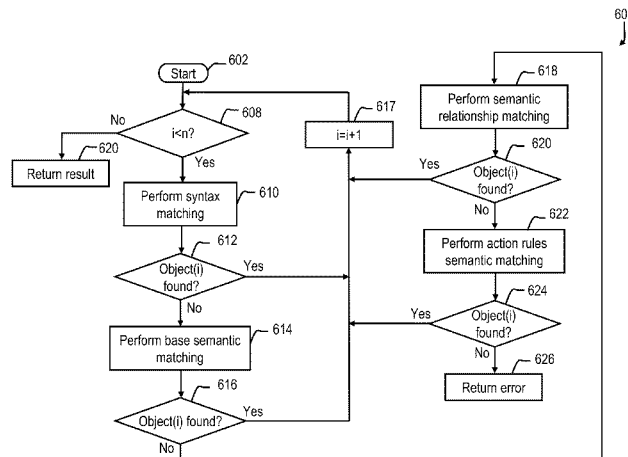 60
Start
602
i<n?
608
No
Yes
620
Return result
Perform syntax
matching
610
Object(i)
found?
612
Yes
No
Perform base semantic
matching
614
Object(i) found?
616
Yes
No
i=i+1
617
Perform semantic
relationship matching
618
Object(i)
found?
620
Yes
No
Perform action rules
semantic matching
622
Object(i)
found?
624
Yes
No
Return error
626